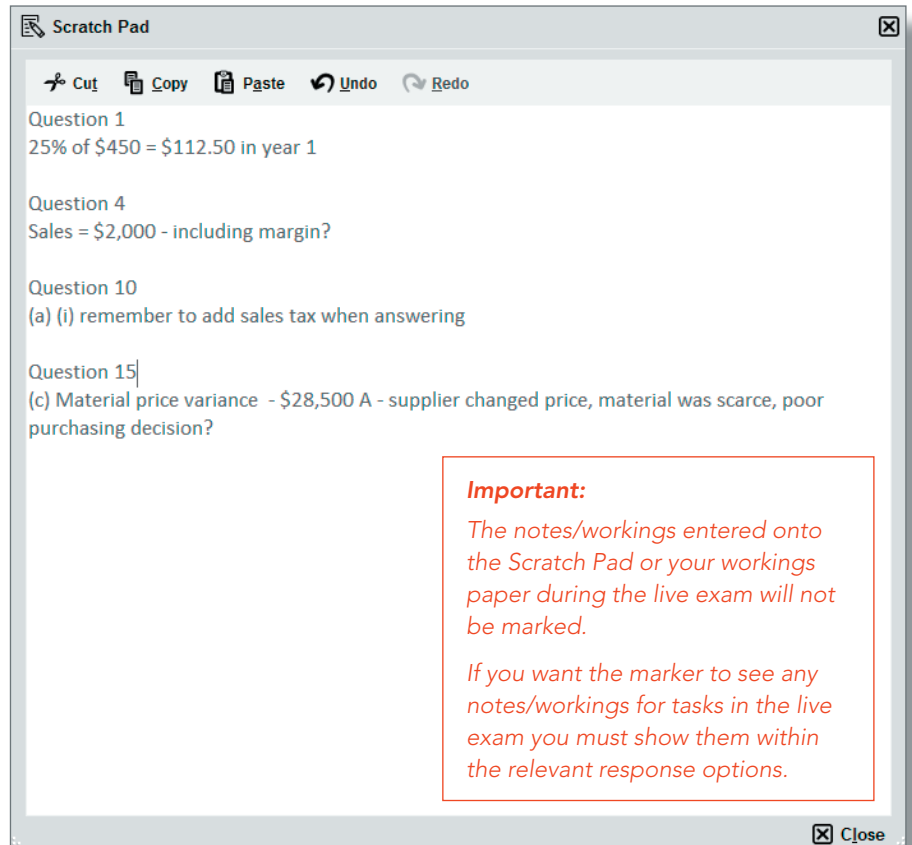 Scratch Pad
Cut Copy Paste Undo Redo
Question 1
25% of $450 = $112.50 in year 1
Question 4
Sales = $2,000 - including margin?
Question 10
(a) (i) remember to add sales tax when answering
Question 15
(c) Material price variance - $28,500 A - supplier changed price, material was scarce, poor
purchasing decision?
Important:
The notes/workings entered onto
the Scratch Pad or your workings
paper during the live exam will not
be marked.
If you want the marker to see any
notes/workings for tasks in the live
exam you must show them within
the relevant response options.
Close